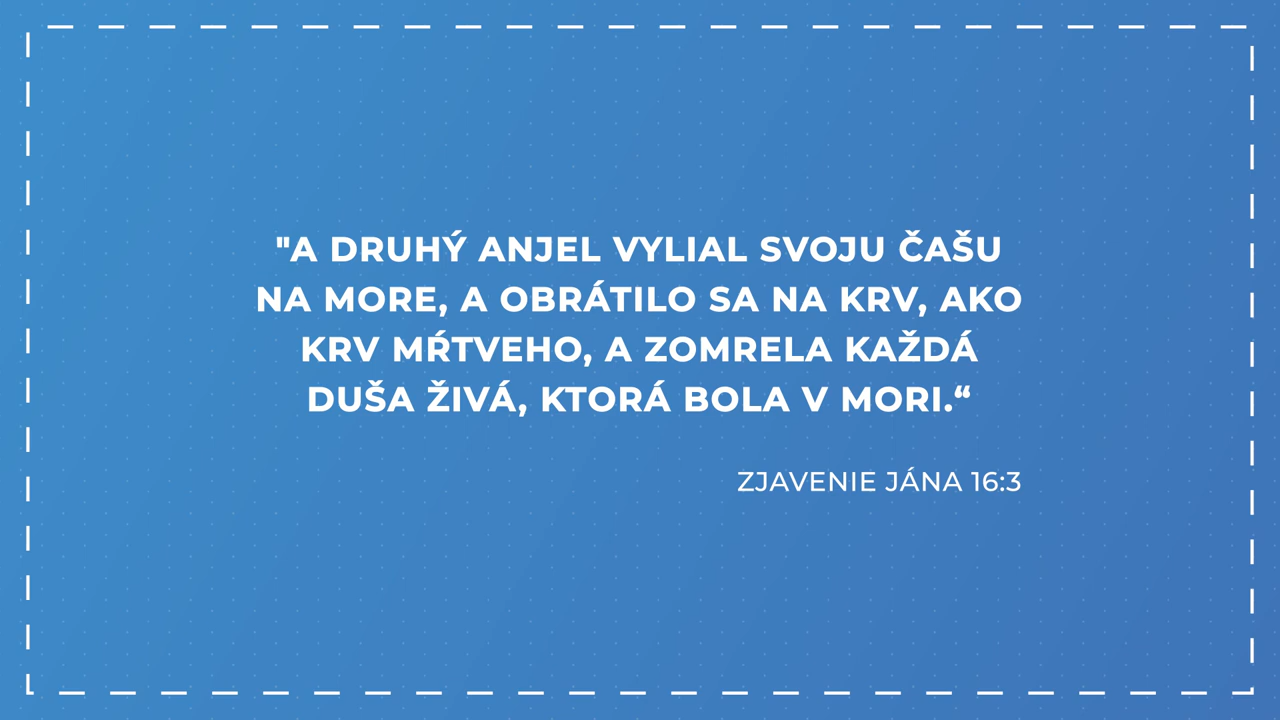 "A DRUHÝ ANJEL VYLIAL SVOJU ČAŠU
NA MORE, A OBRÁTILO SA NA KRV, AKO
KRV MŔTVEHO, A ZOMRELA KAŽDÁ
DUŠA ŽIVÁ, KTORÁ BOLA V MORI.“
ZJAVENIE JÁNA 16:3